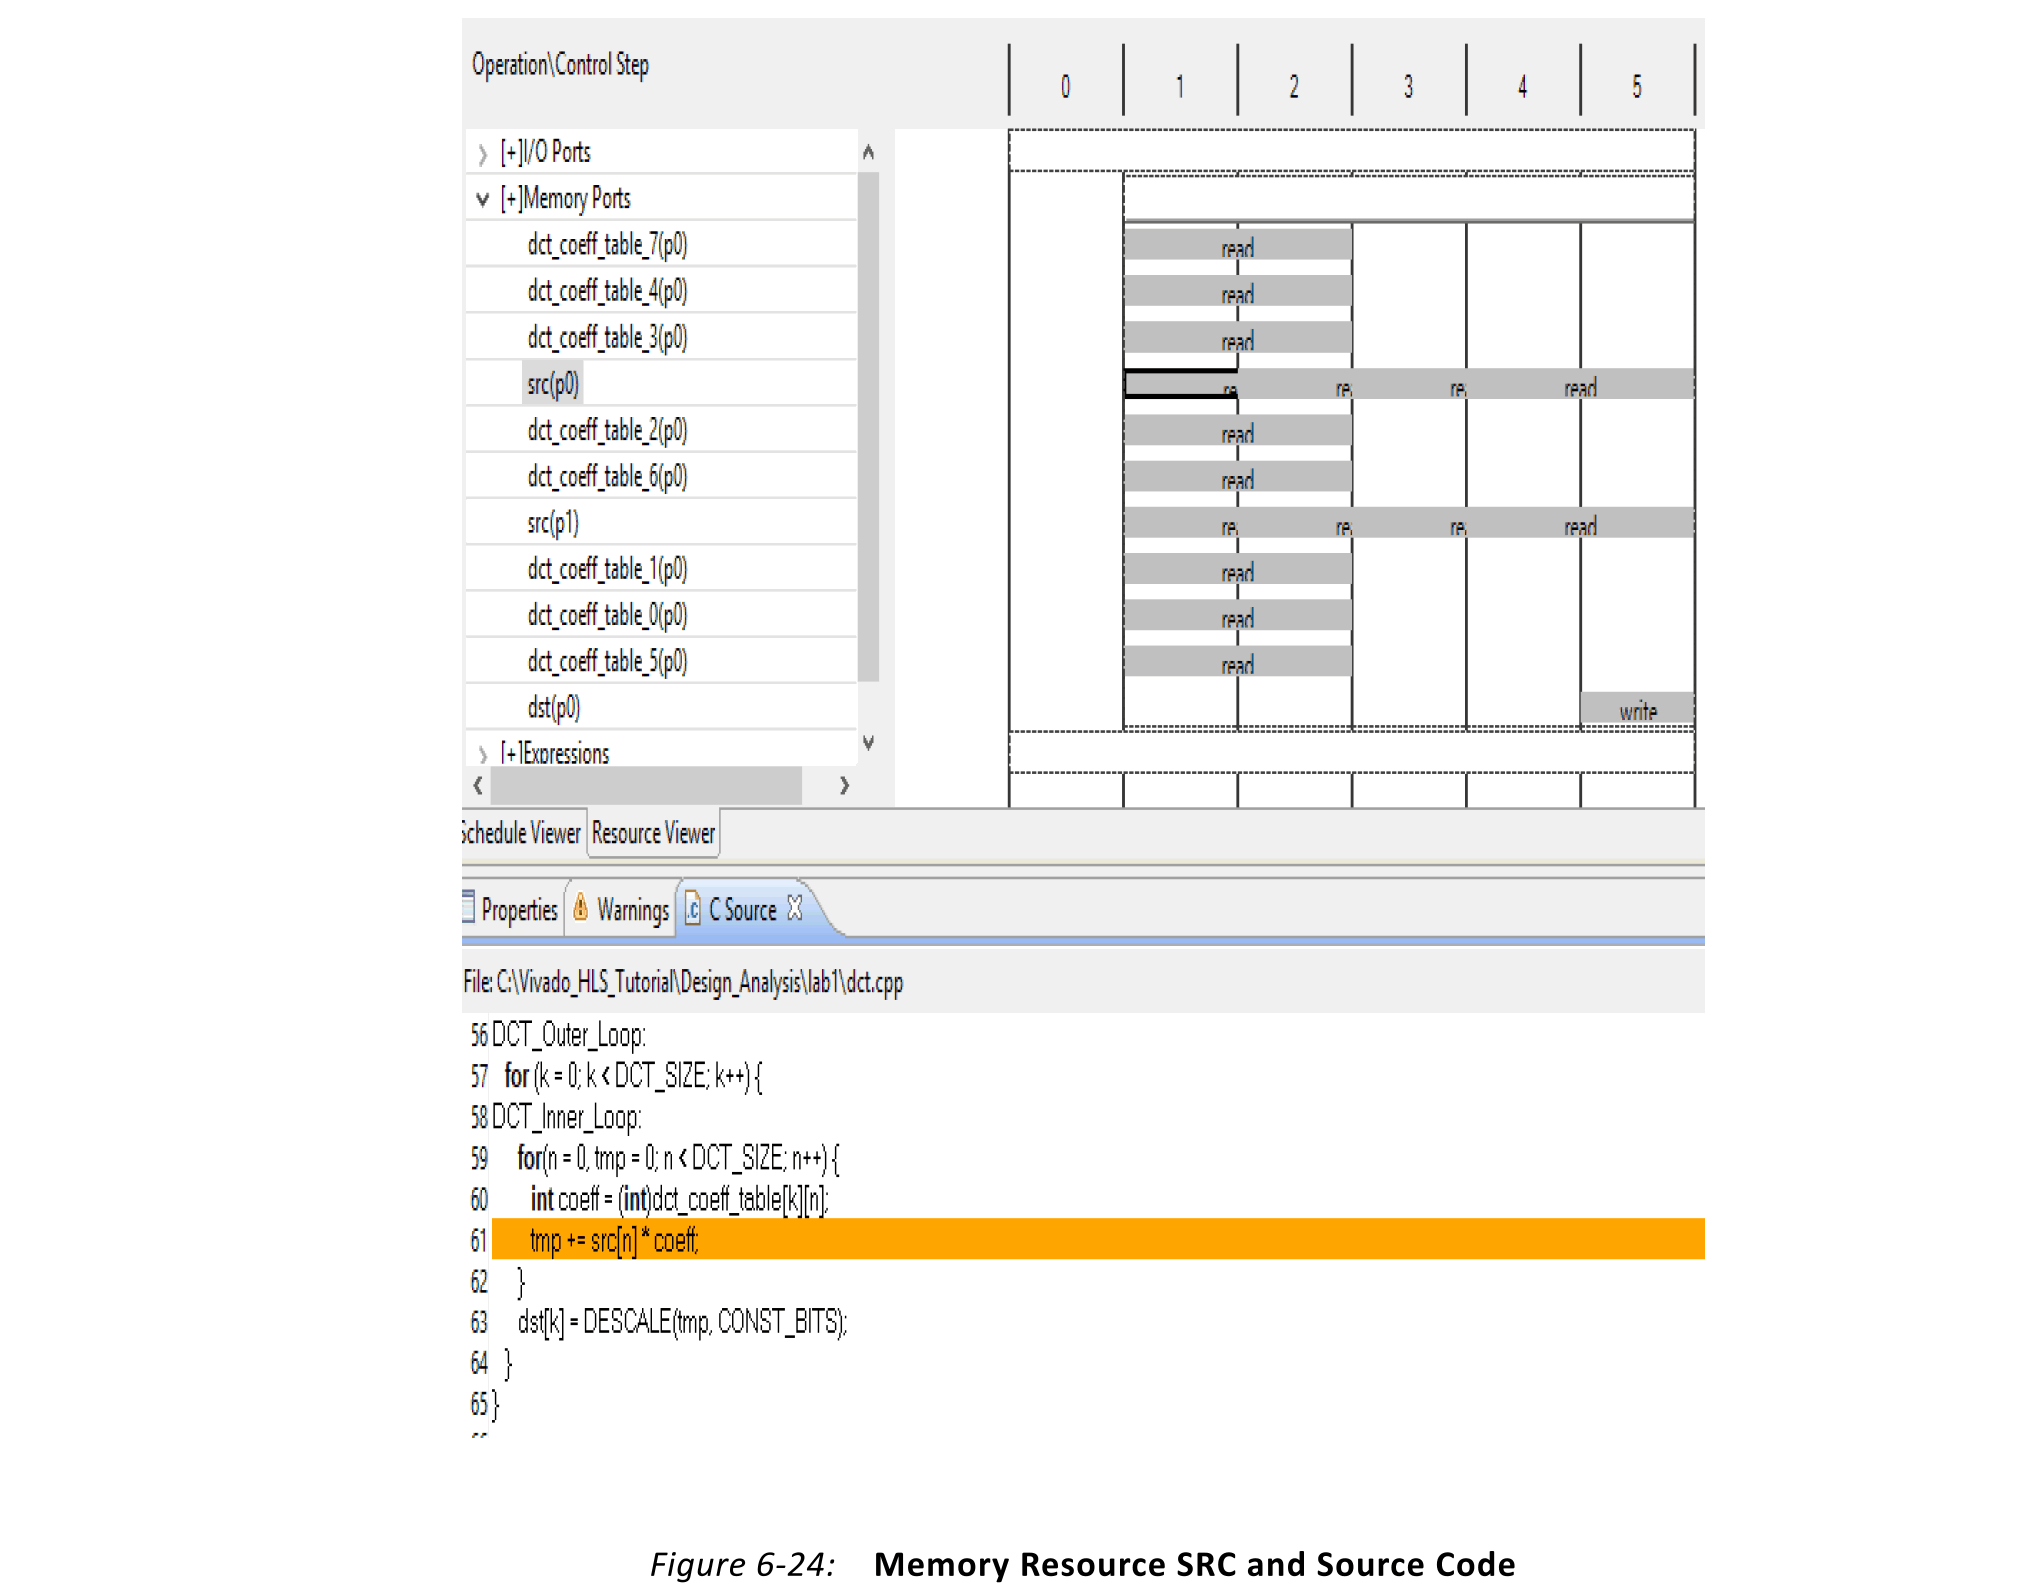 Operation\Control Step
0 1 2 3 4 5
[+]I/O Ports
[+]Memory Ports
dct_coeff_table_7(p0) read
dct_coeff_table_4(p0) read
dct_coeff_table_3(p0) read
src(p0) re re re read
dct_coeff_table_2(p0) read
dct_coeff_table_6(p0) read
src(p1) re re re read
dct_coeff_table_1(p0) read
dct_coeff_table_0(p0) read
dct_coeff_table_5(p0) read
dst(p0) write
[+]Expressions
Schedule Viewer Resource Viewer
Properties Warnings .c C Source
File: C:\Vivado_HLS_Tutorial\Design_Analysis\lab1\dct.cpp
56 DCT_Outer_Loop:
57 for (k = 0; k < DCT_SIZE; k++) {
58 DCT_Inner_Loop:
59 for(n = 0, tmp = 0; n < DCT_SIZE; n++) {
60 int coeff = (int)dct_coeff_table[k][n];
61 tmp += src[n] * coeff;
62 }
63 dst[k] = DESCALE(tmp, CONST_BITS);
64 }
65 }
Figure 6-24: Memory Resource SRC and Source Code